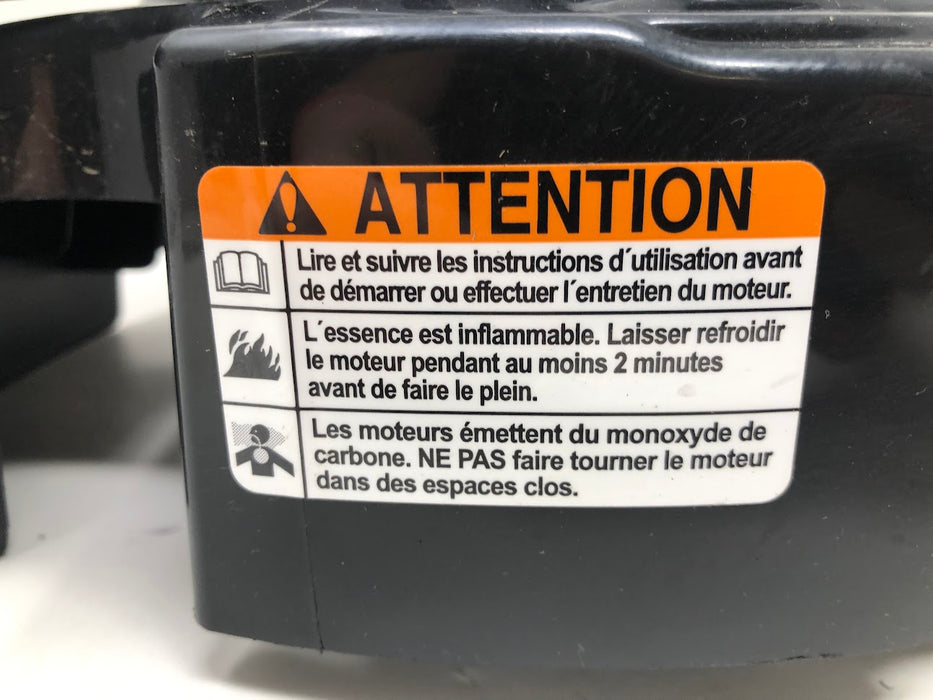 ATTENTION
Lire et suivre les instructions d´utilisation avant
de démarrer ou effectuer l´entretien du moteur.
L´essence est inflammable. Laisser refroidir
le moteur pendant au moins 2 minutes
avant de faire le plein.
Les moteurs émettent du monoxyde de
carbone. NE PAS faire tourner le moteur
dans des espaces clos.